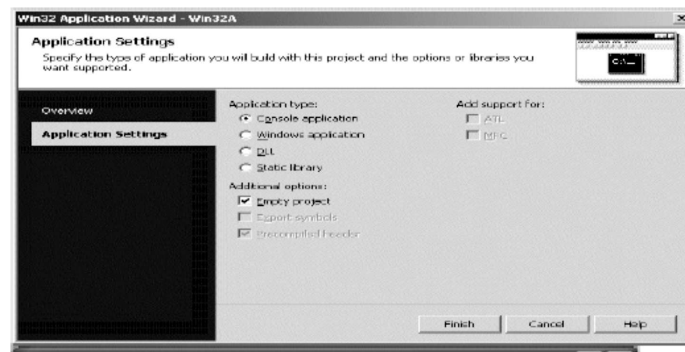 Win32 Application Wizard - Win32A
Application Settings
Specify the type of application you will build with this project and the options or libraries you
want supported.
C:\
Overview
Application Settings
Application type:
Console application
Windows application
DLL
Static library
Additional options:
Empty project
Export symbols
Precompiled header
Add support for:
ATL
MFC
Finish
Cancel
Help